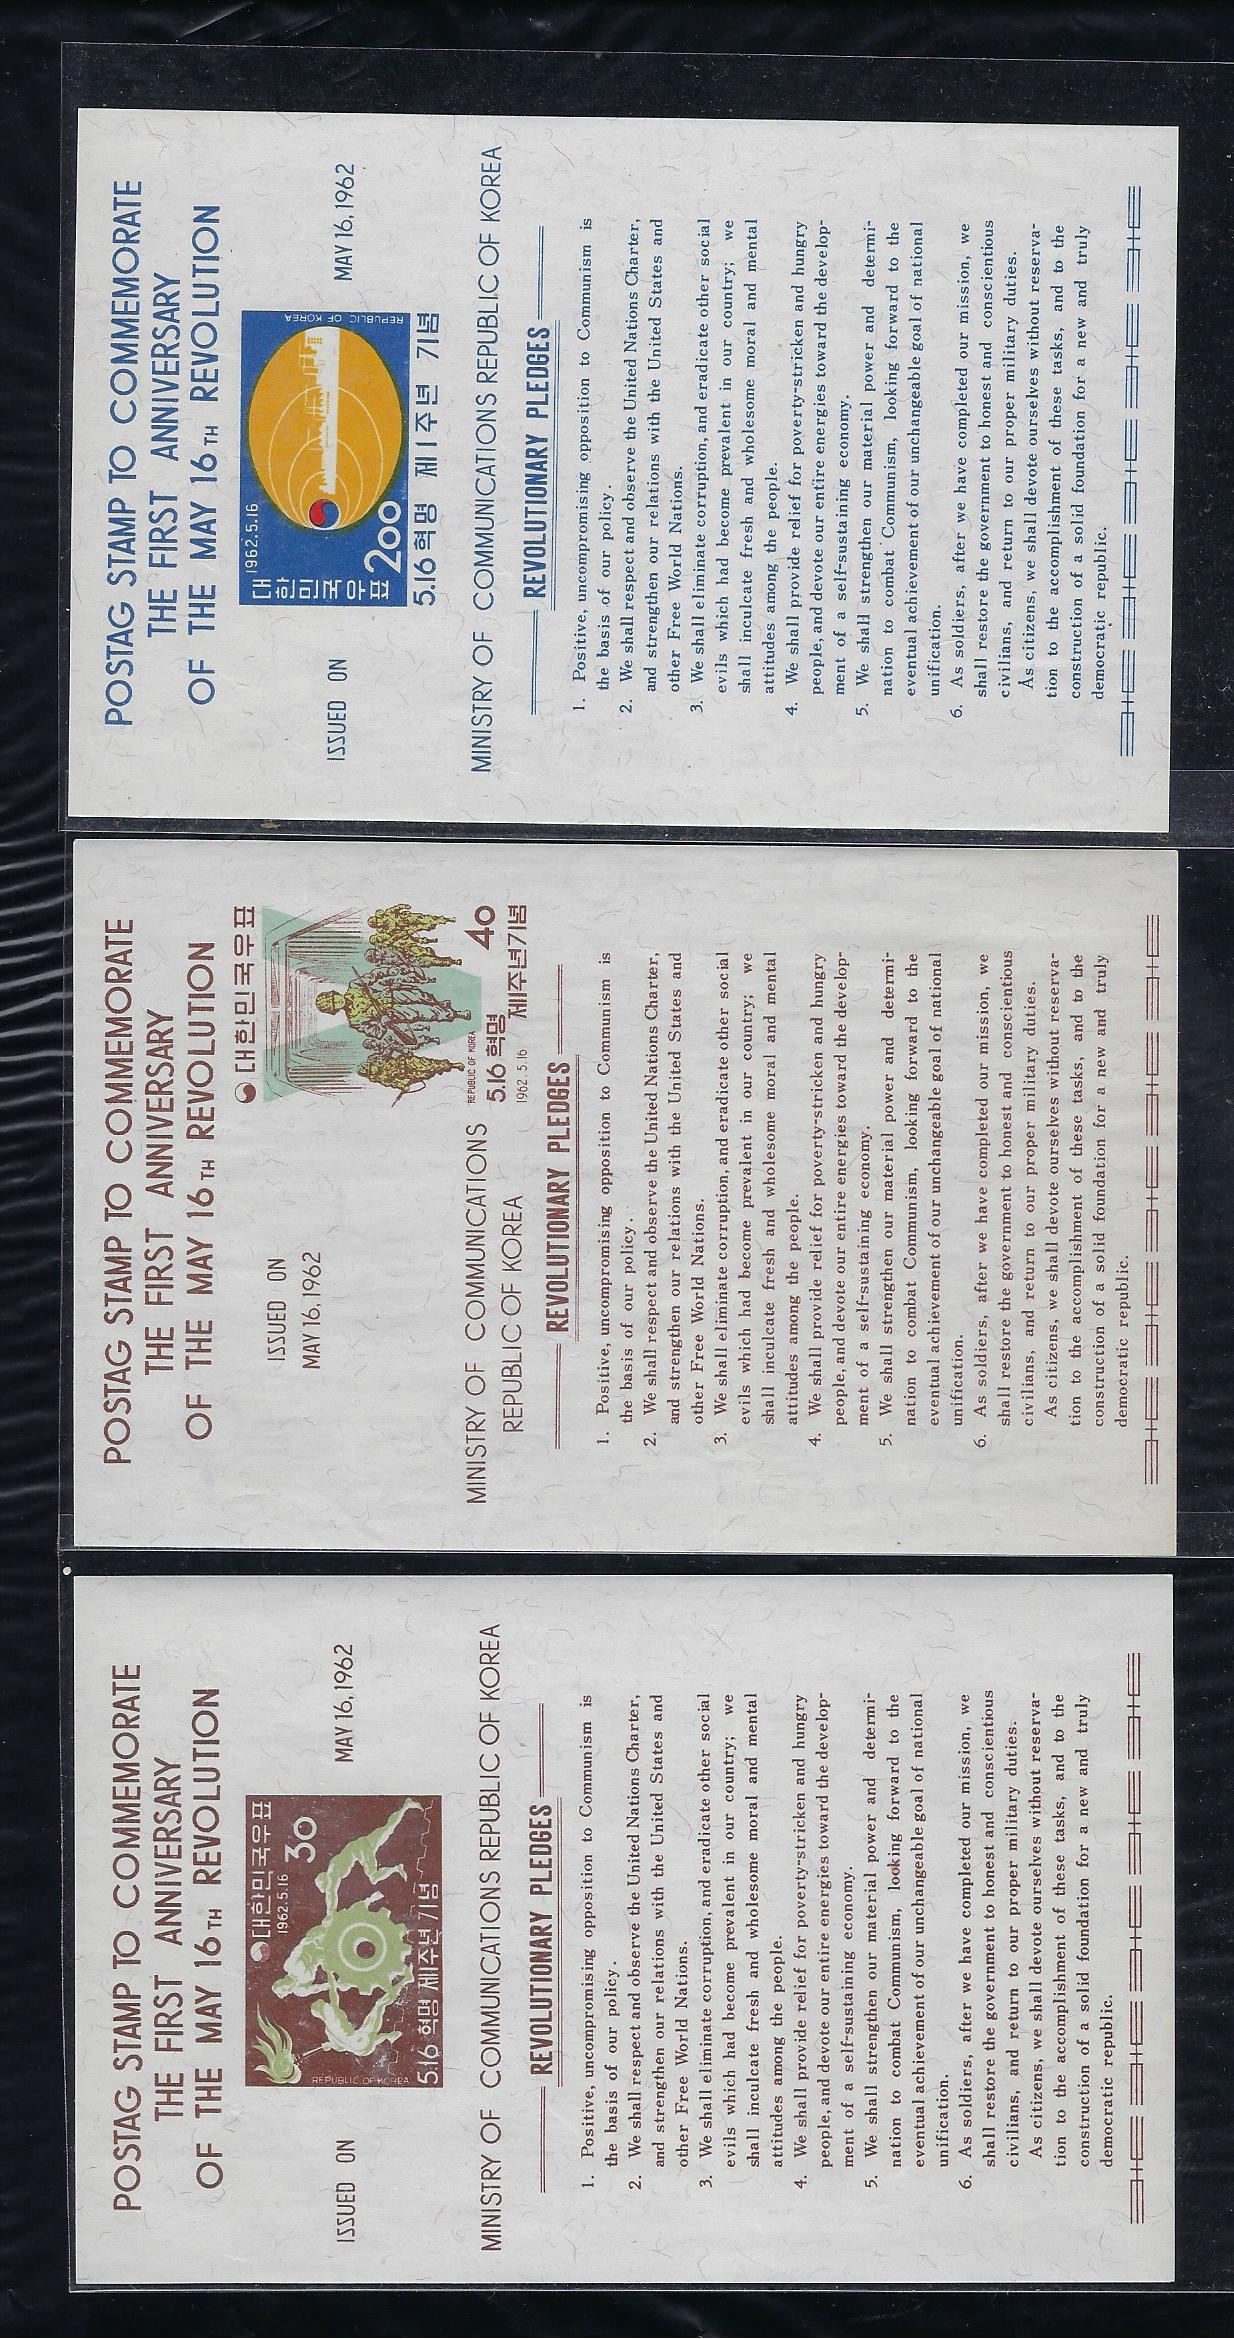 POSTAG STAMP TO COMMEMORATE
THE FIRST ANNIVERSARY
OF THE MAY 16TH REVOLUTION
대한민국우표
1962.5.16
30
REPUBLIC OF KOREA
5.16 혁명 제1주년 기념
ISSUED ON
MAY 16,1962
MINISTRY OF COMMUNICATIONS REPUBLIC OF KOREA
REVOLUTIONARY PLEDGES
1. Positive, uncompromising opposition to Communism is
the basis of our policy.
2. We shall respect and observe the United Nations Charter,
and strengthen our relations with the United States and
other Free World Nations.
3. We shall eliminate corruption, and eradicate other social
evils which had become prevalent in our country; we
shall inculcate fresh and wholesome moral and mental
attitudes among the people.
4. We shall provide relief for poverty-stricken and hungry
people, and devote our entire energies toward the develop-
ment of a self-sustaining economy.
5. We shall strengthen our material power and determi-
nation to combat Communism, looking forward to the
eventual achievement of our unchangeable goal of national
unification.
6. As soldiers, after we have completed our mission, we
shall restore the government to honest and conscientious
civilians, and return to our proper military duties.
As citizens, we shall devote ourselves without reserva-
tion to the accomplishment of these tasks, and to the
construction of a solid foundation for a new and truly
democratic republic.
POSTAG STAMP TO COMMEMORATE
THE FIRST ANNIVERSARY
OF THE MAY 16TH REVOLUTION
대한민국우표
ISSUED ON
MAY 16,1962
REPUBLIC OF KOREA
40
5.16 혁명
1962.5.16
제1주년기념
MINISTRY OF COMMUNICATIONS
REPUBLIC OF KOREA
REVOLUTIONARY PLEDGES
1. Positive, uncompromising opposition to Communism is
the basis of our policy.
2. We shall respect and observe the United Nations Charter,
and strengthen our relations with the United States and
other Free World Nations.
3. We shall eliminate corruption, and eradicate other social
evils which had become prevalent in our country; we
shall inculcate fresh and wholesome moral and mental
attitudes among the people.
4. We shall provide relief for poverty-stricken and hungry
people, and devote our entire energies toward the develop-
ment of a self-sustaining economy.
5. We shall strengthen our material power and determi-
nation to combat Communism, looking forward to the
eventual achievement of our unchangeable goal of national
unification.
6. As soldiers, after we have completed our mission, we
shall restore the government to honest and conscientious
civilians, and return to our proper military duties.
As citizens, we shall devote ourselves without reserva-
tion to the accomplishment of these tasks, and to the
construction of a solid foundation for a new and truly
democratic republic.
POSTAG STAMP TO COMMEMORATE
THE FIRST ANNIVERSARY
OF THE MAY 16TH REVOLUTION
대한민국우표
1962.5.16
200
REPUBLIC OF KOREA
5.16 혁명 제1주년 기념
ISSUED ON
MAY 16,1962
MINISTRY OF COMMUNICATIONS REPUBLIC OF KOREA
REVOLUTIONARY PLEDGES
1. Positive, uncompromising opposition to Communism is
the basis of our policy.
2. We shall respect and observe the United Nations Charter,
and strengthen our relations with the United States and
other Free World Nations.
3. We shall eliminate corruption, and eradicate other social
evils which had become prevalent in our country; we
shall inculcate fresh and wholesome moral and mental
attitudes among the people.
4. We shall provide relief for poverty-stricken and hungry
people, and devote our entire energies toward the develop-
ment of a self-sustaining economy.
5. We shall strengthen our material power and determi-
nation to combat Communism, looking forward to the
eventual achievement of our unchangeable goal of national
unification.
6. As soldiers, after we have completed our mission, we
shall restore the government to honest and conscientious
civilians, and return to our proper military duties.
As citizens, we shall devote ourselves without reserva-
tion to the accomplishment of these tasks, and to the
construction of a solid foundation for a new and truly
democratic republic.